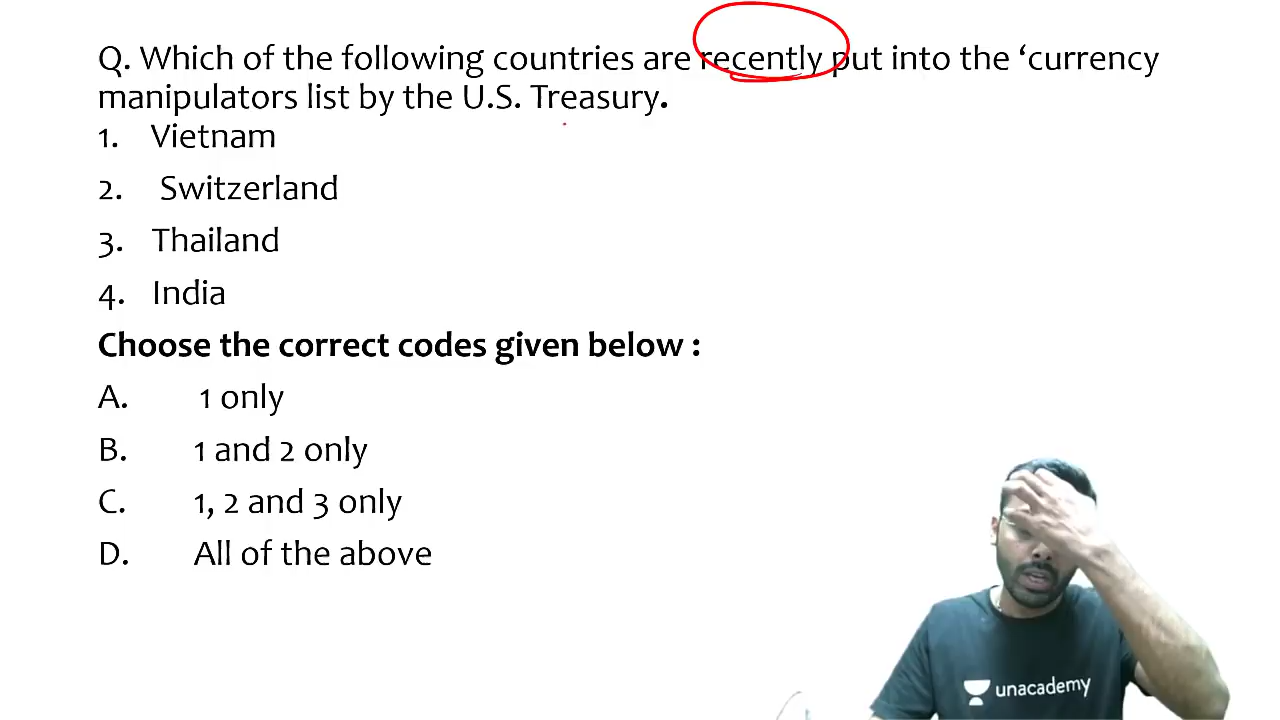 Q. Which of the following countries are recently put into the ‘currency
manipulators list by the U.S. Treasury.
1. Vietnam
2. Switzerland
3. Thailand
4. India
Choose the correct codes given below :
A. 1 only
B. 1 and 2 only
C. 1, 2 and 3 only
D. All of the above
unacademy